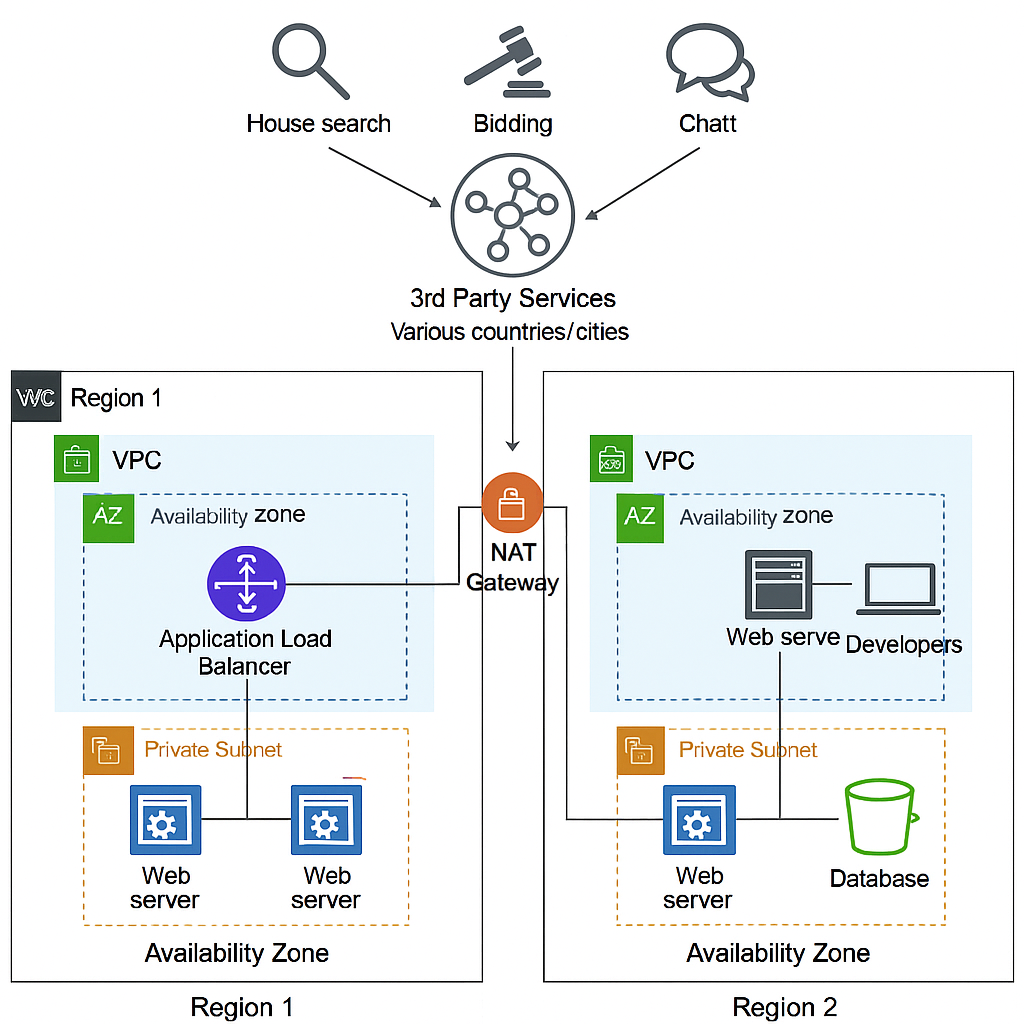 House search
Bidding
Chatt
3rd Party Services
Various countries/cities
Region 1
VPC
AZ
Availability zone
Application Load
Balancer
Private Subnet
Web
server
Web
server
Availability Zone
Region 1
NAT
Gateway
VPC
AZ
Availability zone
Web serve
Developers
Private Subnet
Web
server
Database
Availability Zone
Region 2